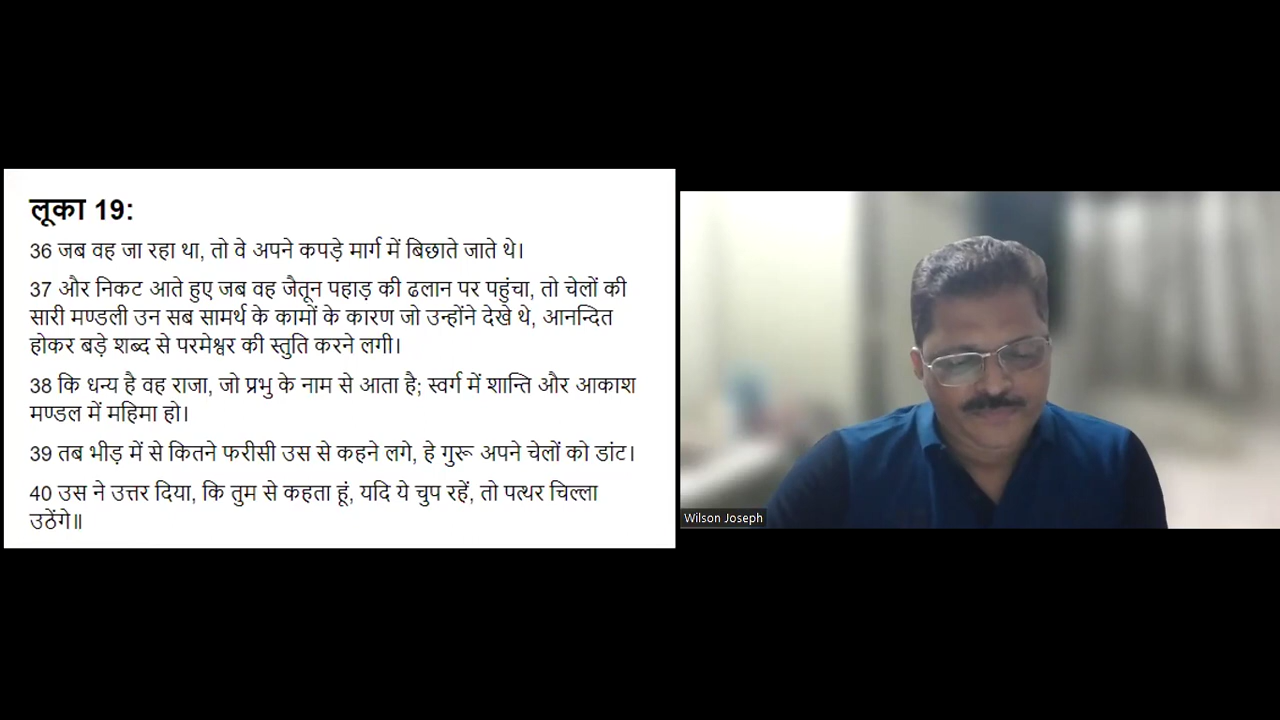 लूका 19:
36 जब वह जा रहा था, तो वे अपने कपड़े मार्ग में बिछाते जाते थे।
37 और निकट आते हुए जब वह जैतून पहाड़ की ढलान पर पहुंचा, तो चेलों की
सारी मण्डली उन सब सामर्थ के कामों के कारण जो उन्होंने देखे थे, आनन्दित
होकर बड़े शब्द से परमेश्वर की स्तुति करने लगी।
38 कि धन्य है वह राजा, जो प्रभु के नाम से आता है; स्वर्ग में शान्ति और आकाश
मण्डल में महिमा हो।
39 तब भीड़ में से कितने फरीसी उस से कहने लगे, हे गुरू अपने चेलों को डांट।
40 उस ने उत्तर दिया, कि तुम से कहता हूं, यदि ये चुप रहें, तो पत्थर चिल्ला
उठेंगे॥
Wilson Joseph